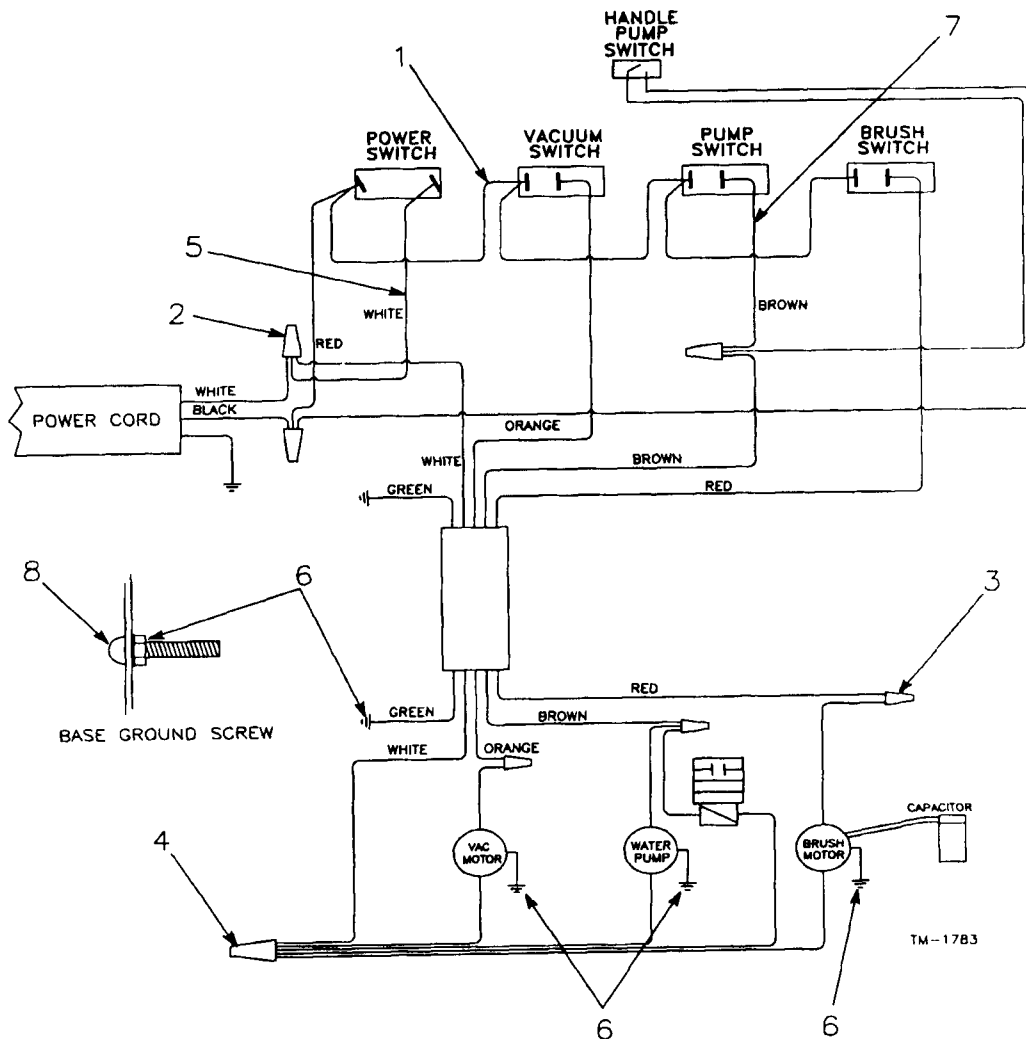 HANDLE
PUMP
SWITCH
7
1
POWER
SWITCH
VACUUM
SWITCH
PUMP
SWITCH
BRUSH
SWITCH
5
2
WHITE
BROWN
RED
WHITE
BLACK
POWER CORD
ORANGE
WHITE
BROWN
GREEN
RED
8
6
3
RED
GREEN
BROWN
BASE GROUND SCREW
WHITE
ORANGE
CAPACITOR
4
VAC
MOTOR
WATER
PUMP
BRUSH
MOTOR
TM-1783
6
6